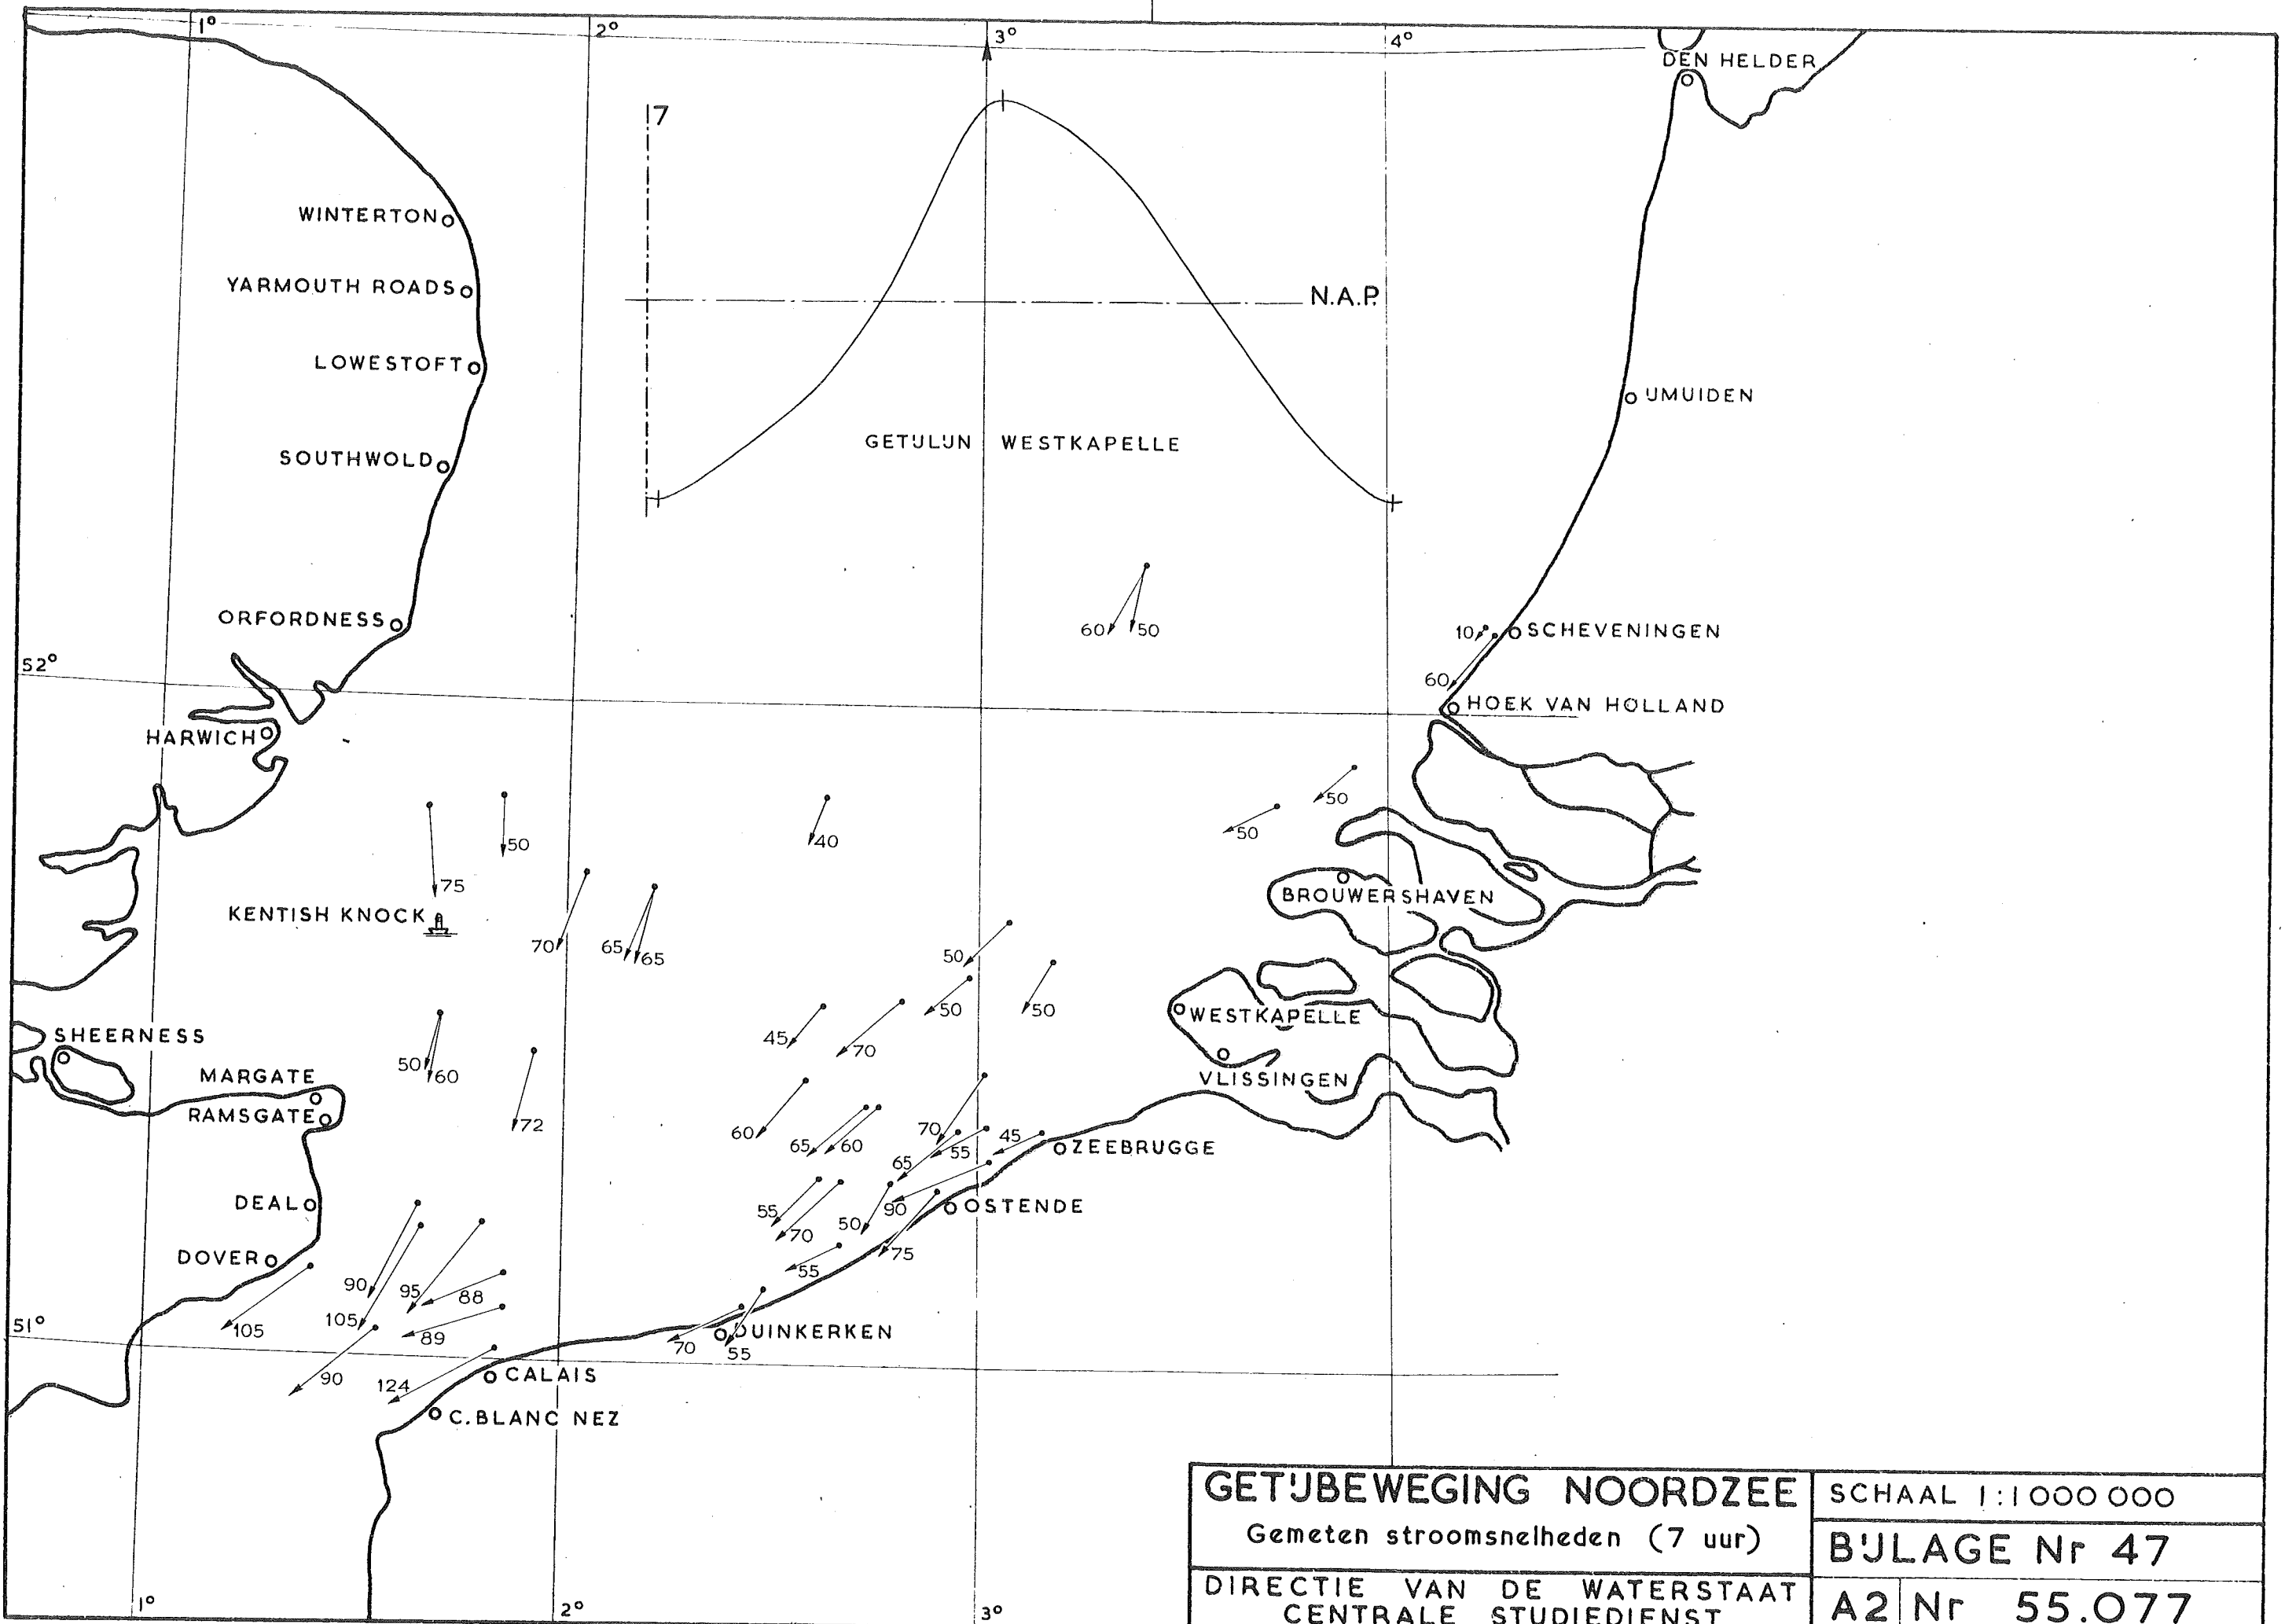 1° 2° 3° 4°
DEN HELDER
7
WINTERTON
YARMOUTH ROADS
N.A.P.
LOWESTOFT
IJMUIDEN
GETIJLIJN WESTKAPELLE
SOUTHWOLD
ORFORDNESS
60 50
10 SCHEVENINGEN
52°
60
HOEK VAN HOLLAND
HARWICH
50
50
50
40
75
BROUWERSHAVEN
KENTISH KNOCK
70 65 65
50
50
50
WESTKAPELLE
SHEERNESS
45 70
50 60
MARGATE
VLISSINGEN
RAMSGATE
72
60 65 60 70 55 45
ZEEBRUGGE
65
DEAL
55 70 50 90
OSTENDE
DOVER
75
55
90 95 88
105
105
89
51°
DUINKERKEN
70 55
90 124
CALAIS
C.BLANC NEZ
GETIJBEWEGING NOORDZEE
Gemeten stroomsnelheden (7 uur)
SCHAAL 1:1000 000
BIJLAGE Nr 47
DIRECTIE VAN DE WATERSTAAT
CENTRALE STUDIEDIENST
A2 Nr 55.077
1° 2° 3°